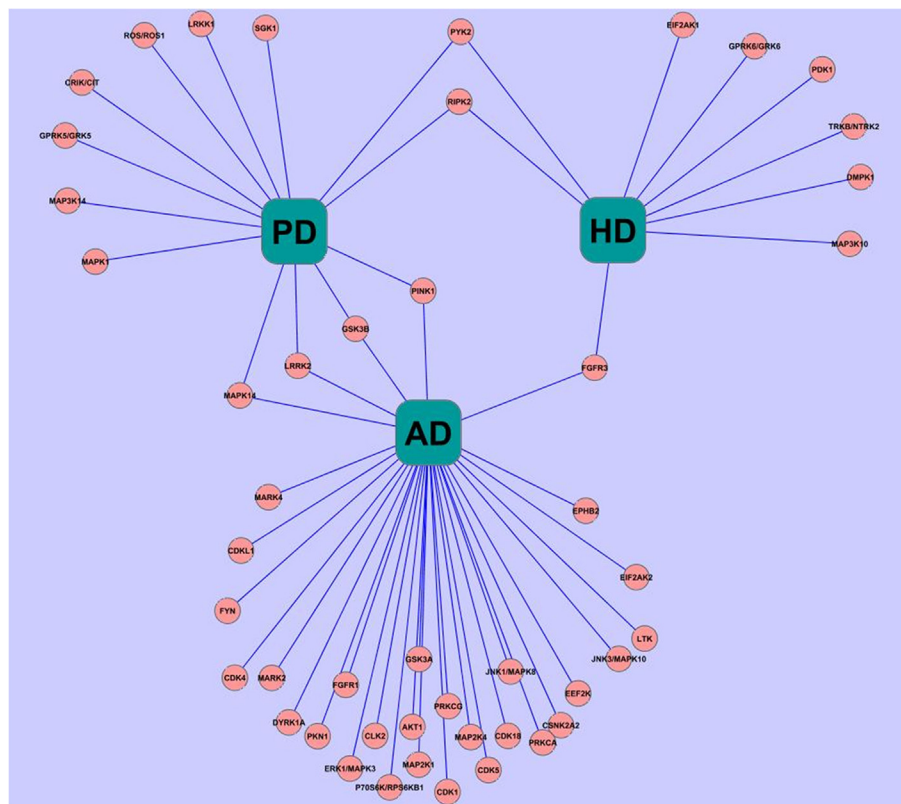 LRKK1
SGK1
EIF2AK1
ROS/ROS1
PYK2
GPRK6/GRK6
PDK1
CRIK/CIT
RIPK2
TRKB/NTRK2
GPRK5/GRK5
DMPK1
MAP3K14
PD
HD
MAP3K10
MAPK1
PINK1
GSK3B
LRRK2
FGFR3
MAPK14
AD
MARK4
EPHB2
CDKL1
EIF2AK2
FYN
LTK
GSK3A
JNK3/MAPK10
JNK1/MAPK8
CDK4
MARK2
FGFR1
EEF2K
PRKCG
DYRK1A
AKT1
CSNK2A2
PKN1
CLK2
MAP2K4
CDK18
PRKCA
MAP2K1
ERK1/MAPK3
CDK5
P70S6K/RPS6KB1
CDK1